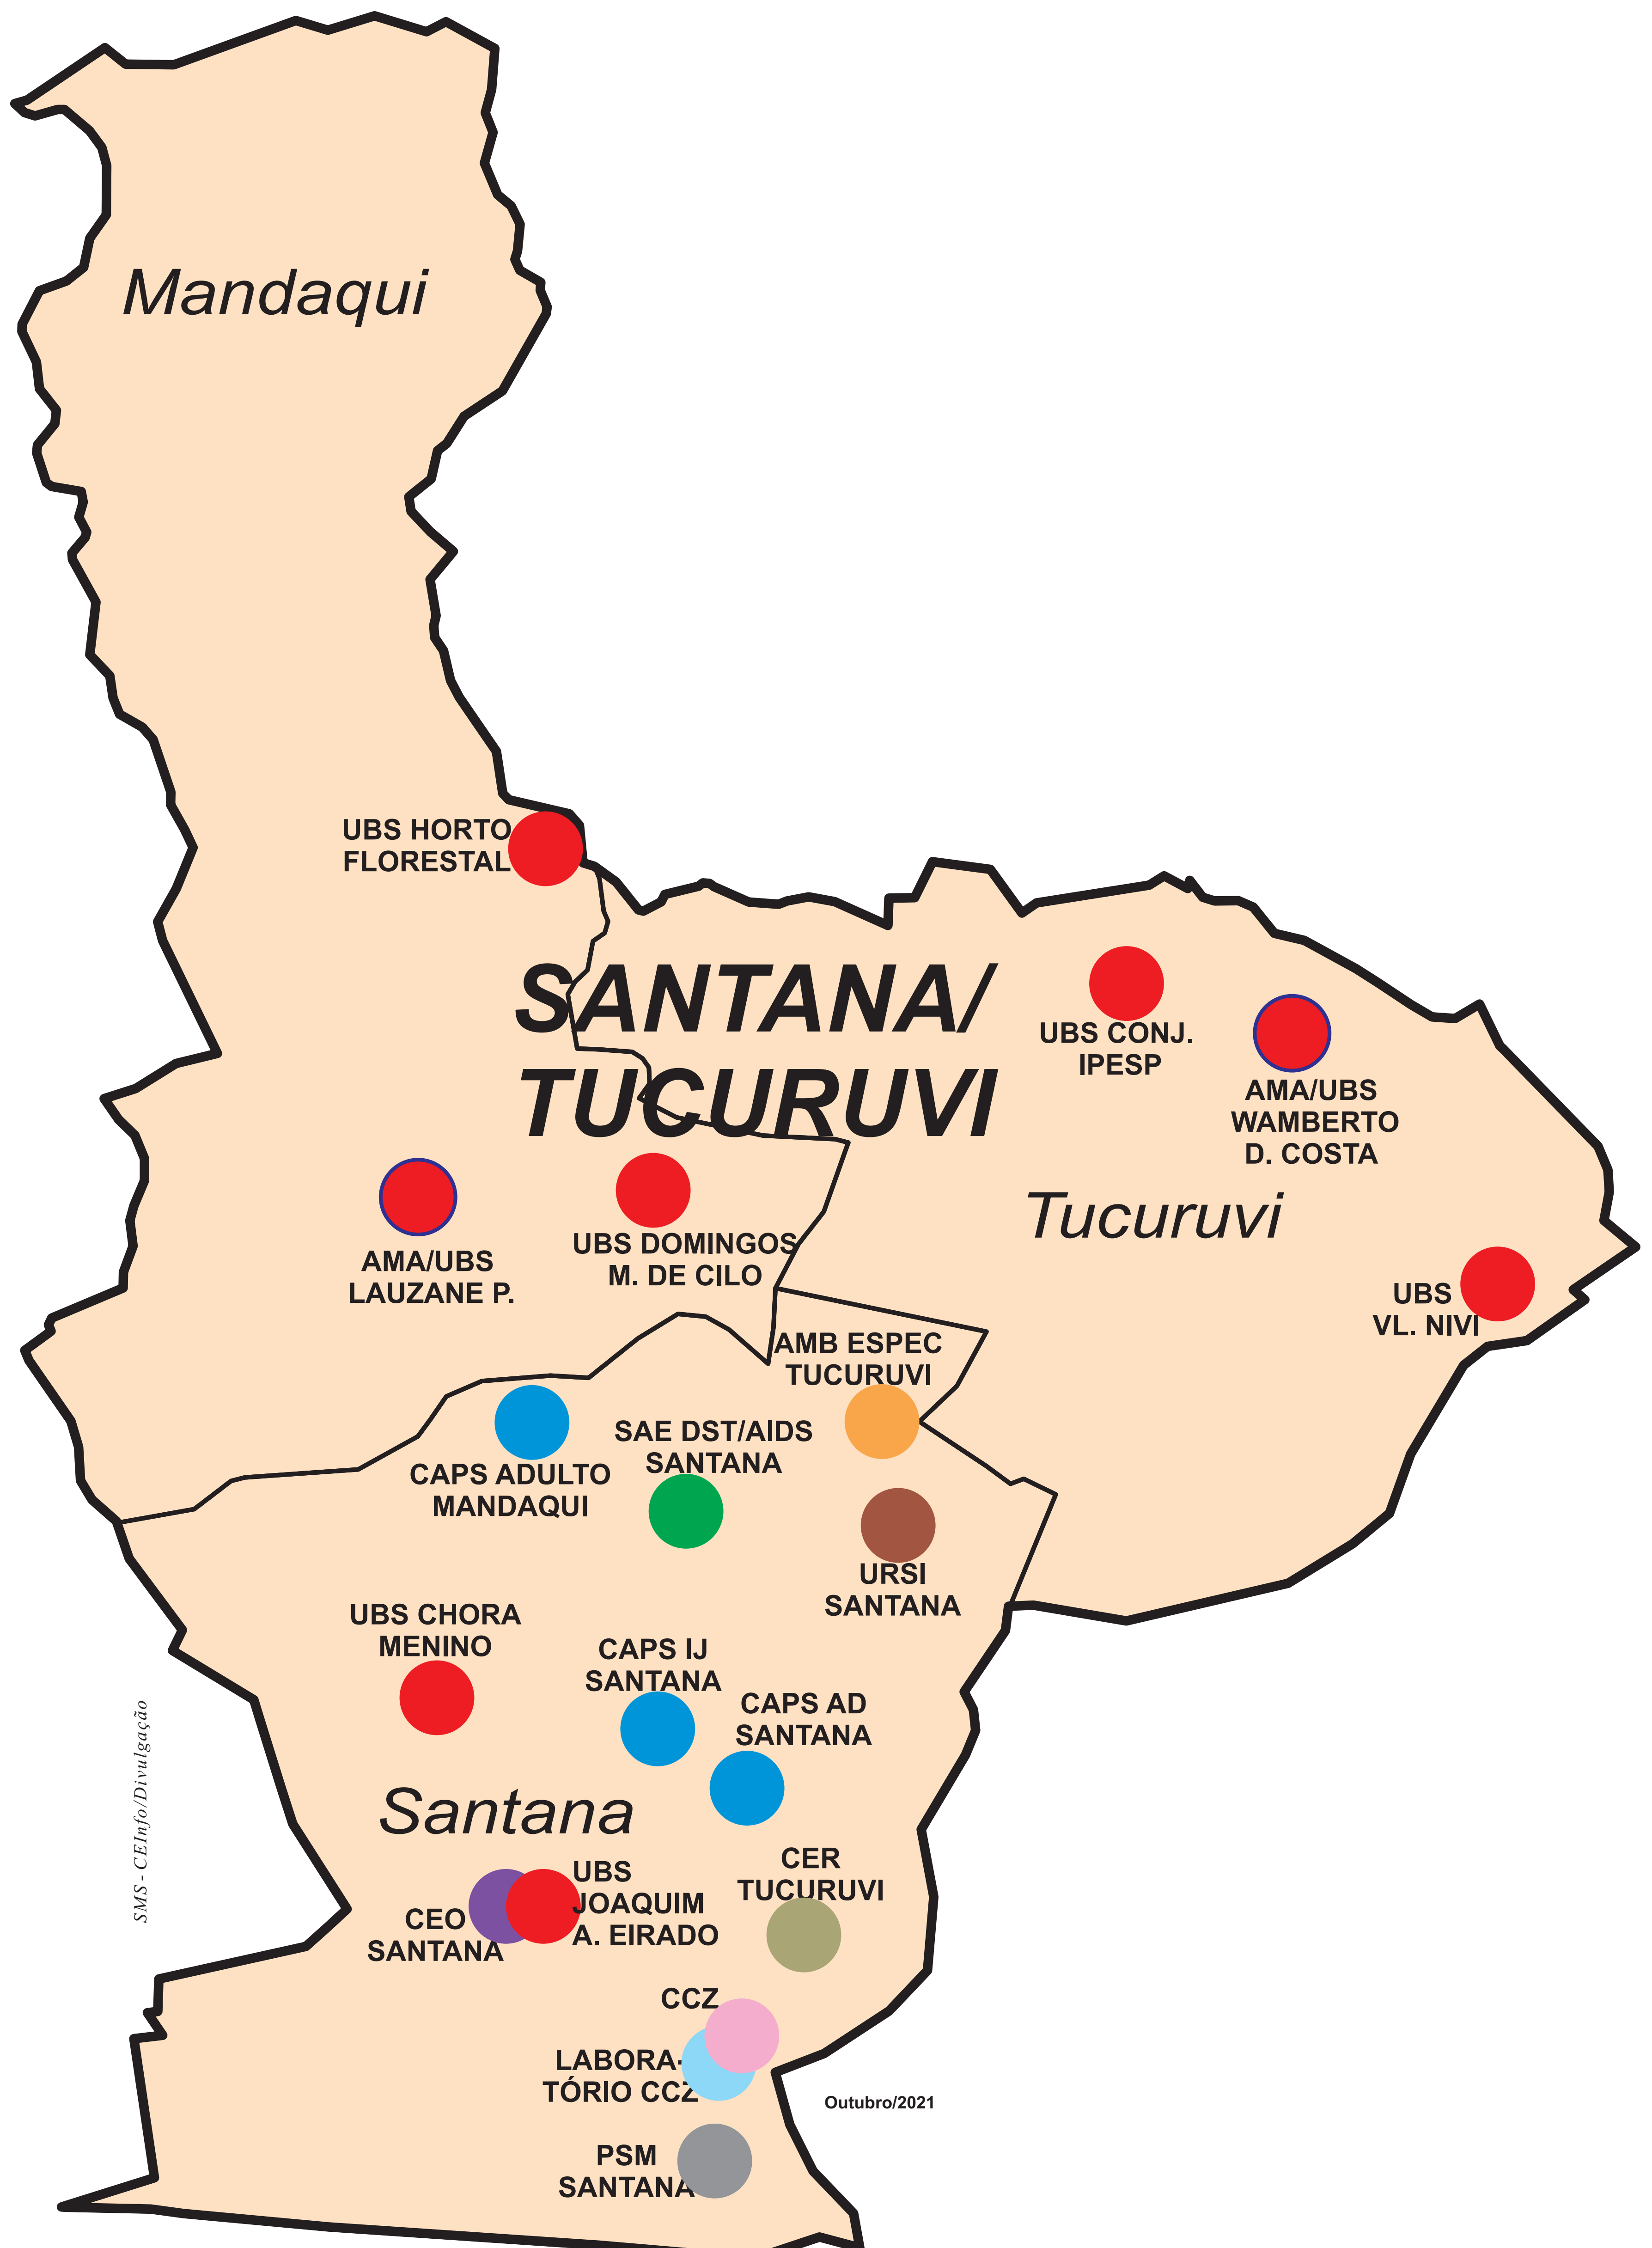 Mandaqui
UBS HORTO
FLORESTAL
SANTANA/
TUCURUVI
UBS CONJ.
IPESP
AMA/UBS
WAMBERTO
D. COSTA
Tucuruvi
AMA/UBS
LAUZANE P.
UBS DOMINGOS
M. DE CILO
UBS
VL. NIVI
AMB ESPEC
TUCURUVI
SAE DST/AIDS
SANTANA
CAPS ADULTO
MANDAQUI
URSI
SANTANA
UBS CHORA
MENINO
CAPS IJ
SANTANA
CAPS AD
SANTANA
Santana
SMS - CEInfo/Divulgação
CEO
SANTANA
UBS
JOAQUIM
A. EIRADO
CER
TUCURUVI
CCZ
LABORA-
TÓRIO CCZ
Outubro/2021
PSM
SANTANA